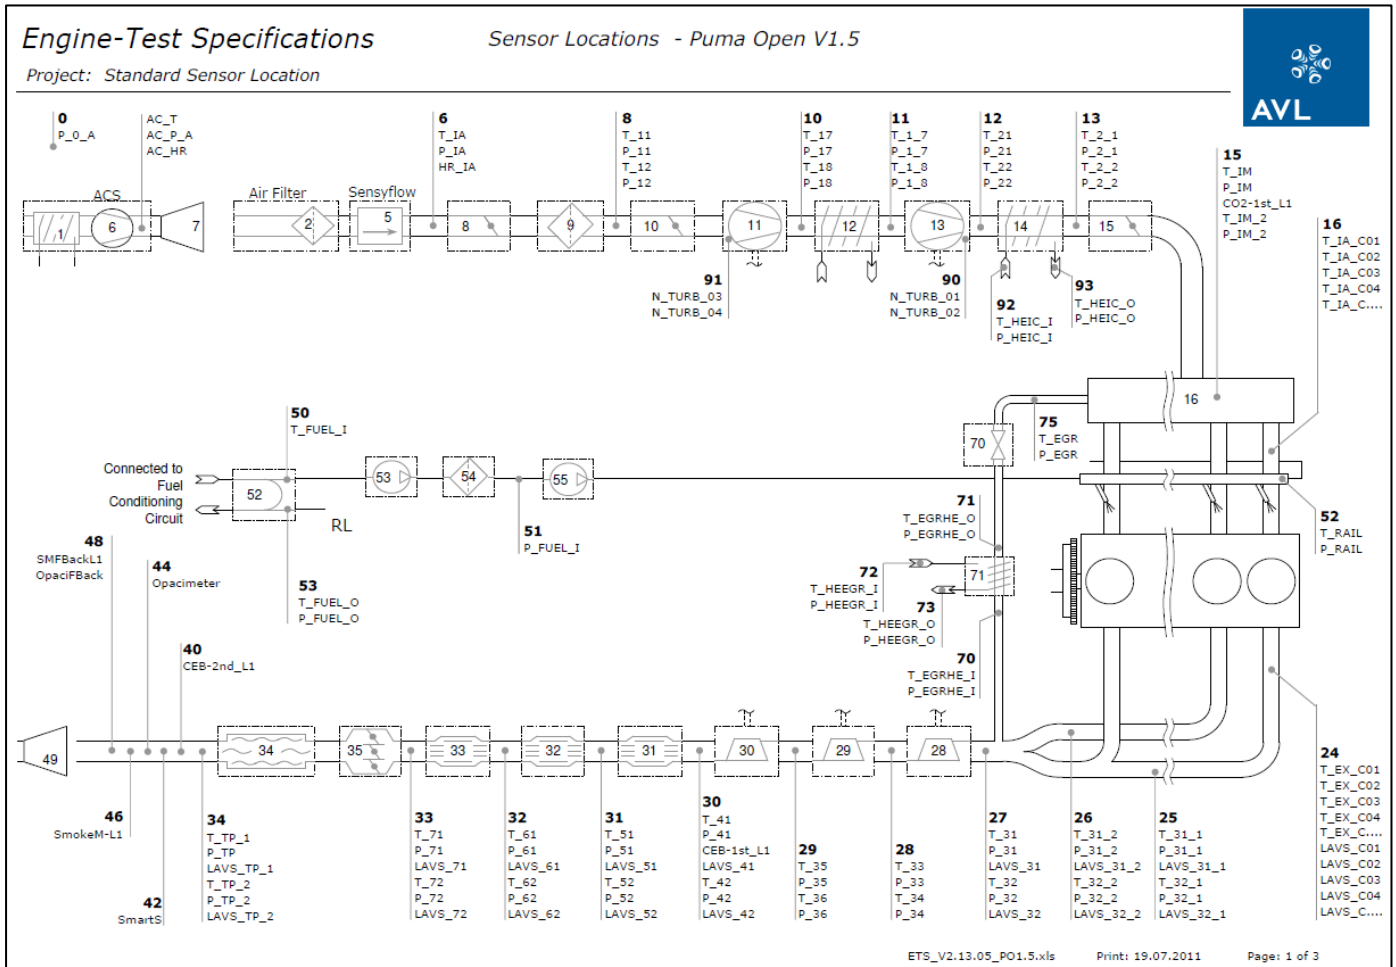 Engine-Test Specifications
Sensor Locations - Puma Open V1.5
Project: Standard Sensor Location
AVL
0
P_0_A
AC_T
AC_P_A
AC_HR
6
T_IA
P_IA
HR_IA
8
T_11
P_11
T_12
P_12
10
T_17
P_17
T_18
P_18
11
T_1_7
P_1_7
T_1_8
P_1_8
12
T_21
P_21
T_22
P_22
13
T_2_1
P_2_1
T_2_2
P_2_2
15
T_IM
P_IM
CO2-1st_L1
T_IM_2
P_IM_2
16
T_IA_C01
T_IA_C02
T_IA_C03
T_IA_C04
T_IA_C....
ACS
Air Filter
Sensyflow
1
6
7
2
5
8
9
10
11
12
13
14
15
91
N_TURB_03
N_TURB_04
90
N_TURB_01
N_TURB_02
92
T_HEIC_I
P_HEIC_I
93
T_HEIC_O
P_HEIC_O
16
50
T_FUEL_I
75
T_EGR
P_EGR
70
Connected to
Fuel
Conditioning
Circuit
52
53
54
55
RL
51
P_FUEL_I
71
T_EGRHE_O
P_EGRHE_O
52
T_RAIL
P_RAIL
48
SMFBackL1
OpaciFBack
44
Opacimeter
53
T_FUEL_O
P_FUEL_O
72
T_HEEGR_I
P_HEEGR_I
71
73
T_HEEGR_O
P_HEEGR_O
40
CEB-2nd_L1
70
T_EGRHE_I
P_EGRHE_I
49
34
35
33
32
31
30
29
28
46
SmokeM-L1
42
SmartS
34
T_TP_1
P_TP
LAVS_TP_1
T_TP_2
P_TP_2
LAVS_TP_2
33
T_71
P_71
LAVS_71
T_72
P_72
LAVS_72
32
T_61
P_61
LAVS_61
T_62
P_62
LAVS_62
31
T_51
P_51
LAVS_51
T_52
P_52
LAVS_52
30
T_41
P_41
CEB-1st_L1
LAVS_41
T_42
P_42
LAVS_42
29
T_35
P_35
T_36
P_36
28
T_33
P_33
T_34
P_34
27
T_31
P_31
LAVS_31
T_32
P_32
LAVS_32
26
T_31_2
P_31_2
LAVS_31_2
T_32_2
P_32_2
LAVS_32_2
25
T_31_1
P_31_1
LAVS_31_1
T_32_1
P_32_1
LAVS_32_1
24
T_EX_C01
T_EX_C02
T_EX_C03
T_EX_C04
T_EX_C....
LAVS_C01
LAVS_C02
LAVS_C03
LAVS_C04
LAVS_C....
ETS_V2.13.05_PO1.5.xls
Print: 19.07.2011
Page: 1 of 3